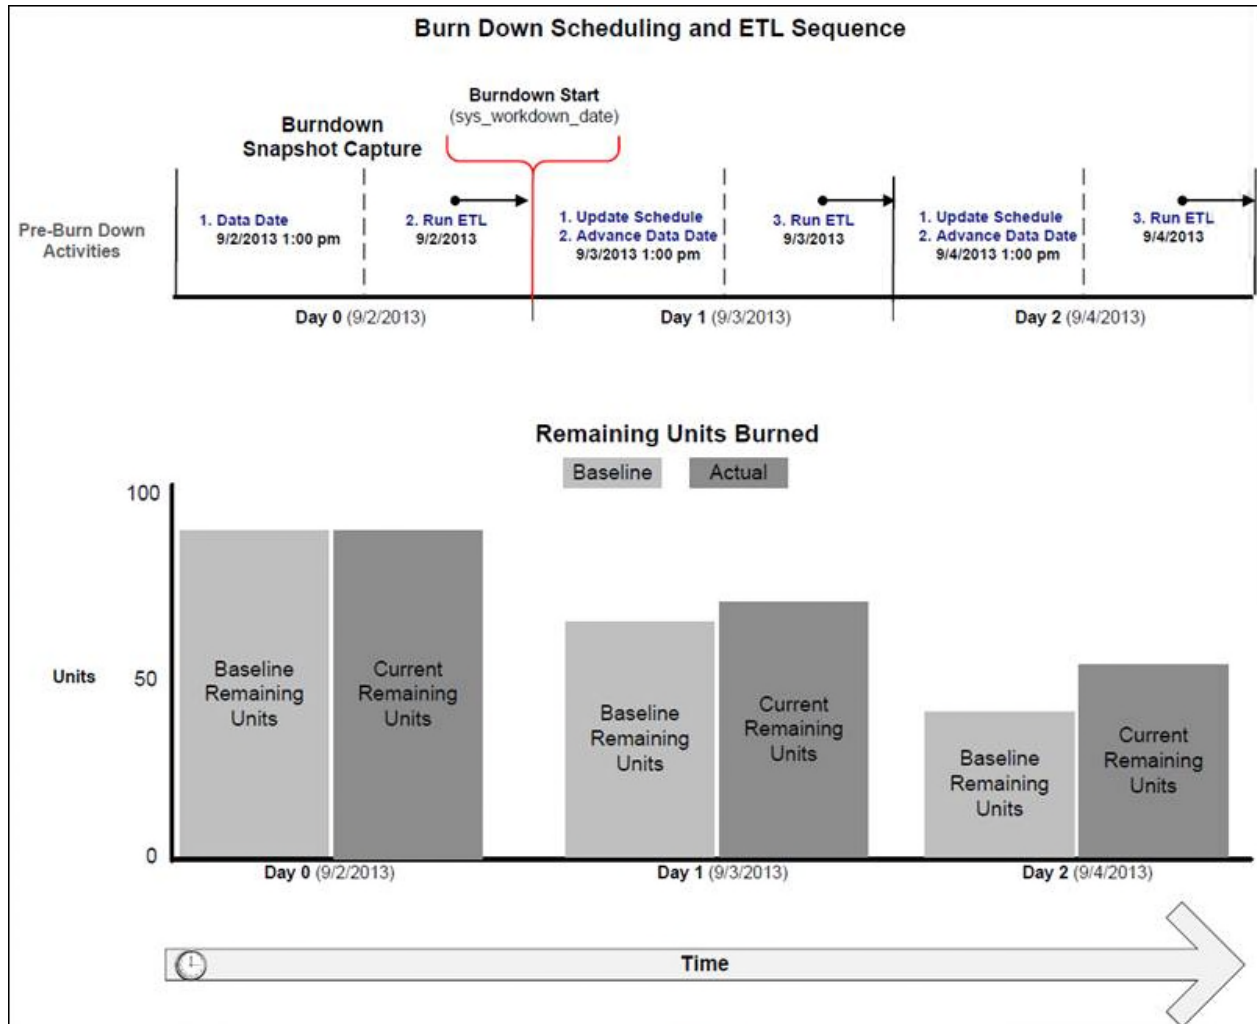 Burn Down Scheduling and ETL Sequence
Burndown Start
(sys_workdown_date)
Burndown
Snapshot Capture
Pre-Burn Down
Activities
1. Data Date
9/2/2013 1:00 pm
2. Run ETL
9/2/2013
1. Update Schedule
2. Advance Data Date
9/3/2013 1:00 pm
3. Run ETL
9/3/2013
1. Update Schedule
2. Advance Data Date
9/4/2013 1:00 pm
3. Run ETL
9/4/2013
Day 0 (9/2/2013)
Day 1 (9/3/2013)
Day 2 (9/4/2013)
Remaining Units Burned
Baseline
Actual
100
Units
50
0
Baseline
Remaining
Units
Current
Remaining
Units
Baseline
Remaining
Units
Current
Remaining
Units
Baseline
Remaining
Units
Current
Remaining
Units
Day 0 (9/2/2013)
Day 1 (9/3/2013)
Day 2 (9/4/2013)
Time